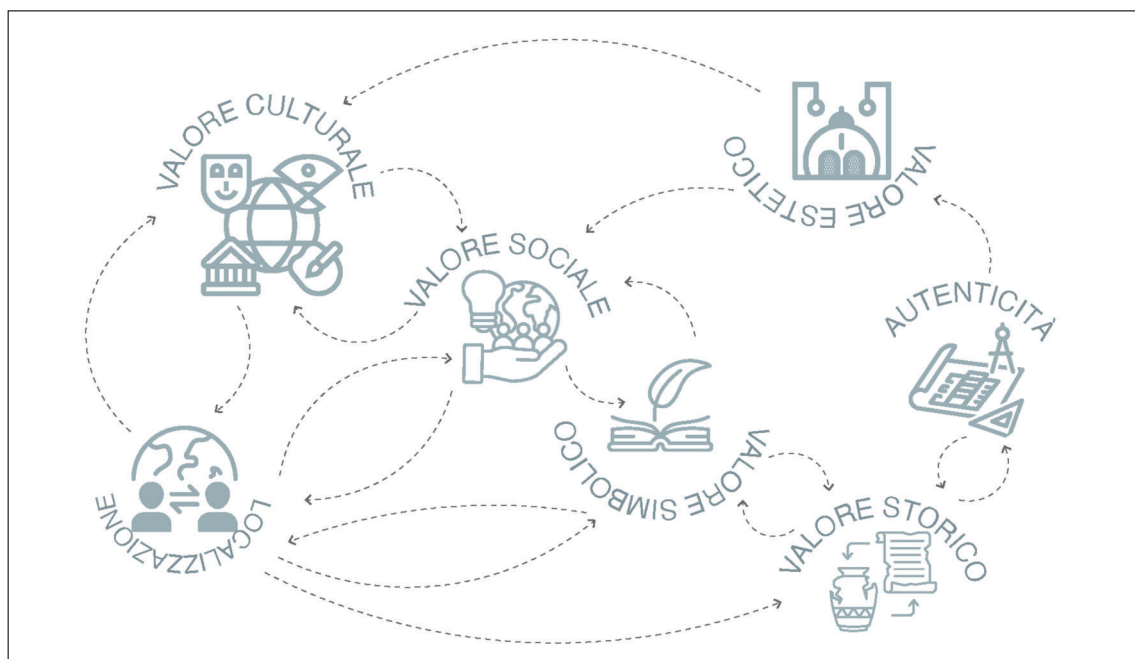 VALORE CULTURALE
VALORE ESTETICO
VALORE SOCIALE
AUTENTICITÀ
VALORE SIMBOLICO
LOCALIZZAZIONE
VALORE STORICO